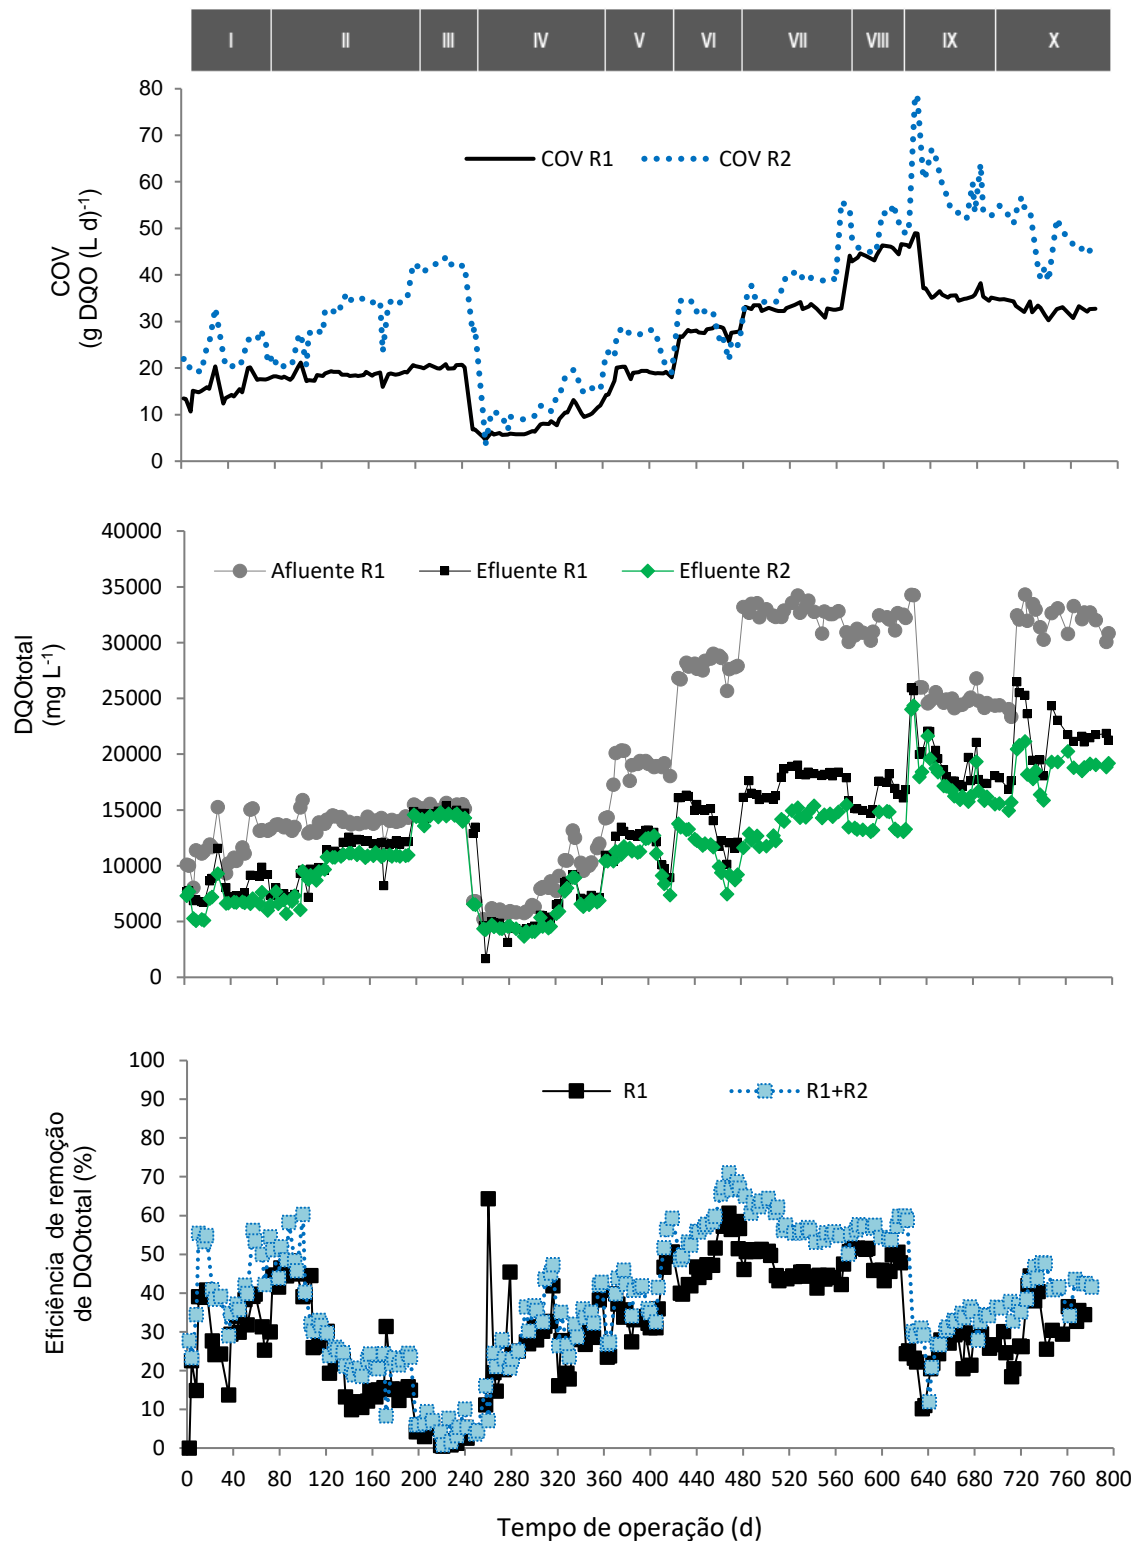 I II III IV V VI VII VIII IX X
80
70
60
50
40
30
20
10
0
COV
(g DQO (L d)-1)
COV R1 COV R2
40000
35000
30000
25000
20000
15000
10000
5000
0
DQOtotal
(mg L-1)
Afluente R1 Efluente R1 Efluente R2
100
90
80
70
60
50
40
30
20
10
0
Eficiência de remoção
de DQOtotal (%)
R1 R1+R2
0 40 80 120 160 200 240 280 320 360 400 440 480 520 560 600 640 680 720 760 800
Tempo de operação (d)